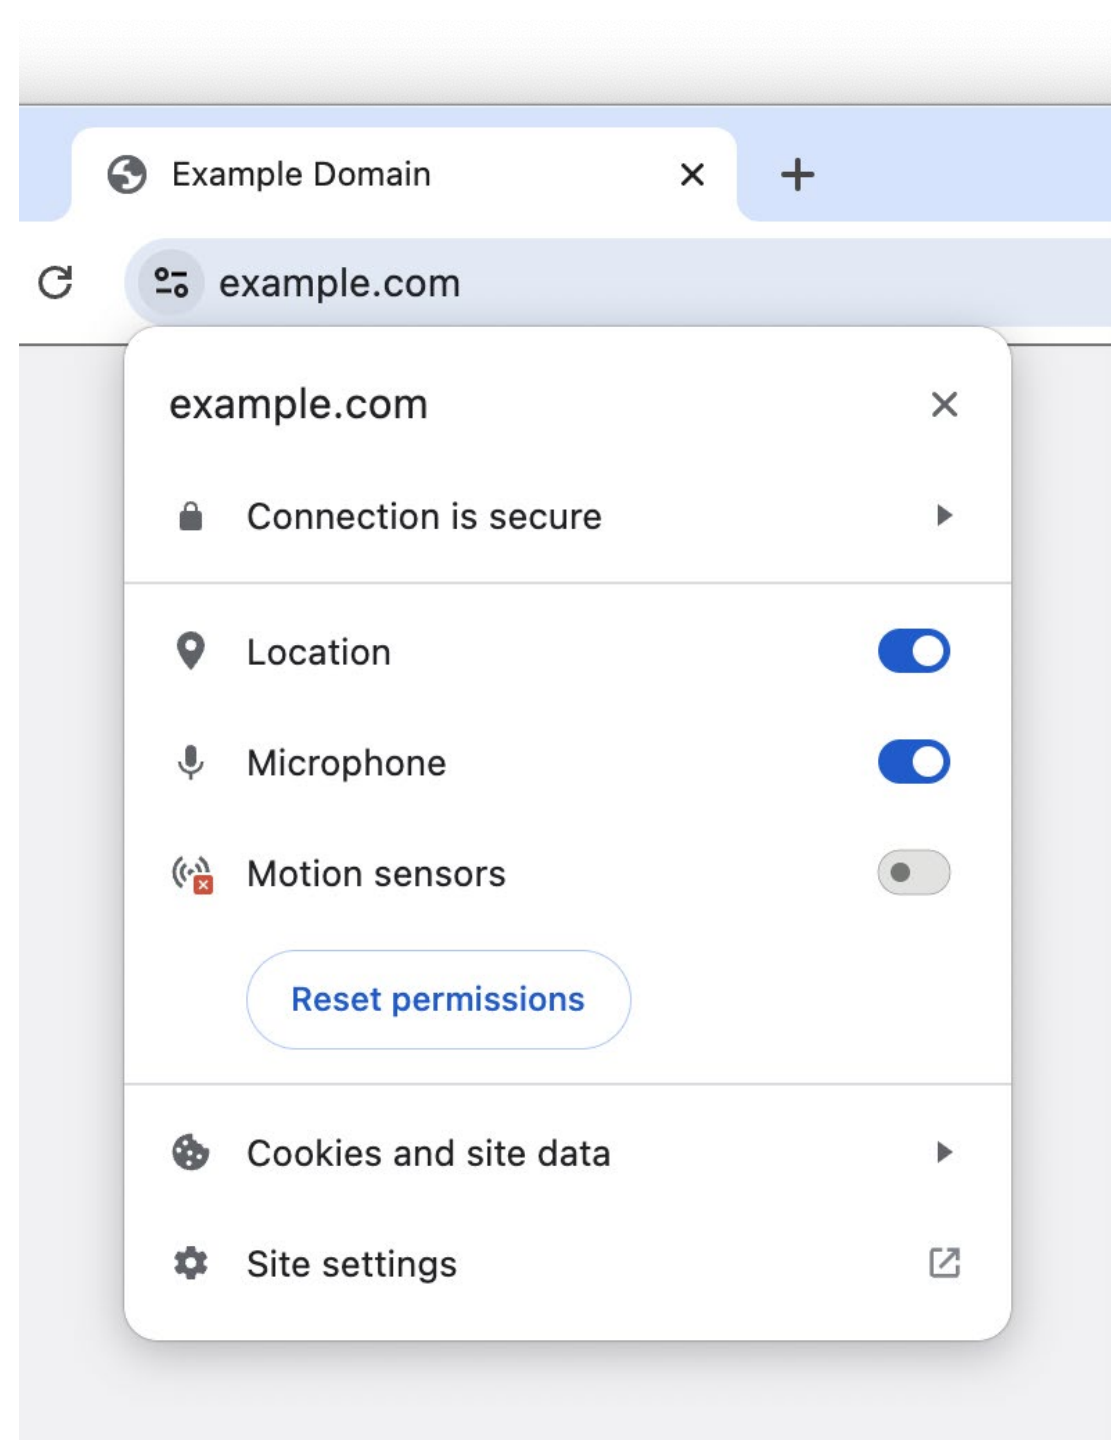 Example Domain
example.com
example.com
Connection is secure
Location
Microphone
Motion sensors
Reset permissions
Cookies and site data
Site settings